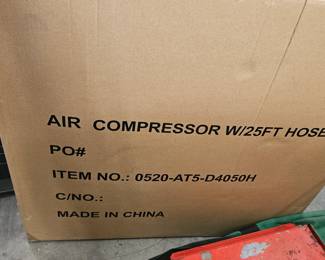 AIR COMPRESSOR W/25FT HOSE
PO#
ITEM NO.: 0520-AT5-D4050H
C/NO.:
MADE IN CHINA